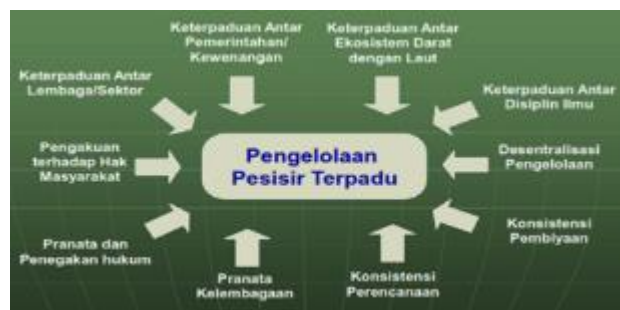 Keterpaduan Antar
Pemerintahan/
Kewenangan
Keterpaduan Antar
Ekosistem Darat
dengan Laut
Keterpaduan Antar
Lembaga/Sektor
Keterpaduan Antar
Disiplin Ilmu
Pengakuan
terhadap Hak
Masyarakat
Pengelolaan
Pesisir Terpadu
Desentralisasi
Pengelolaan
Pranata dan
Penegakan hukum
Konsistensi
Pembiyaan
Pranata
Kelembagaan
Konsistensi
Perencanaan